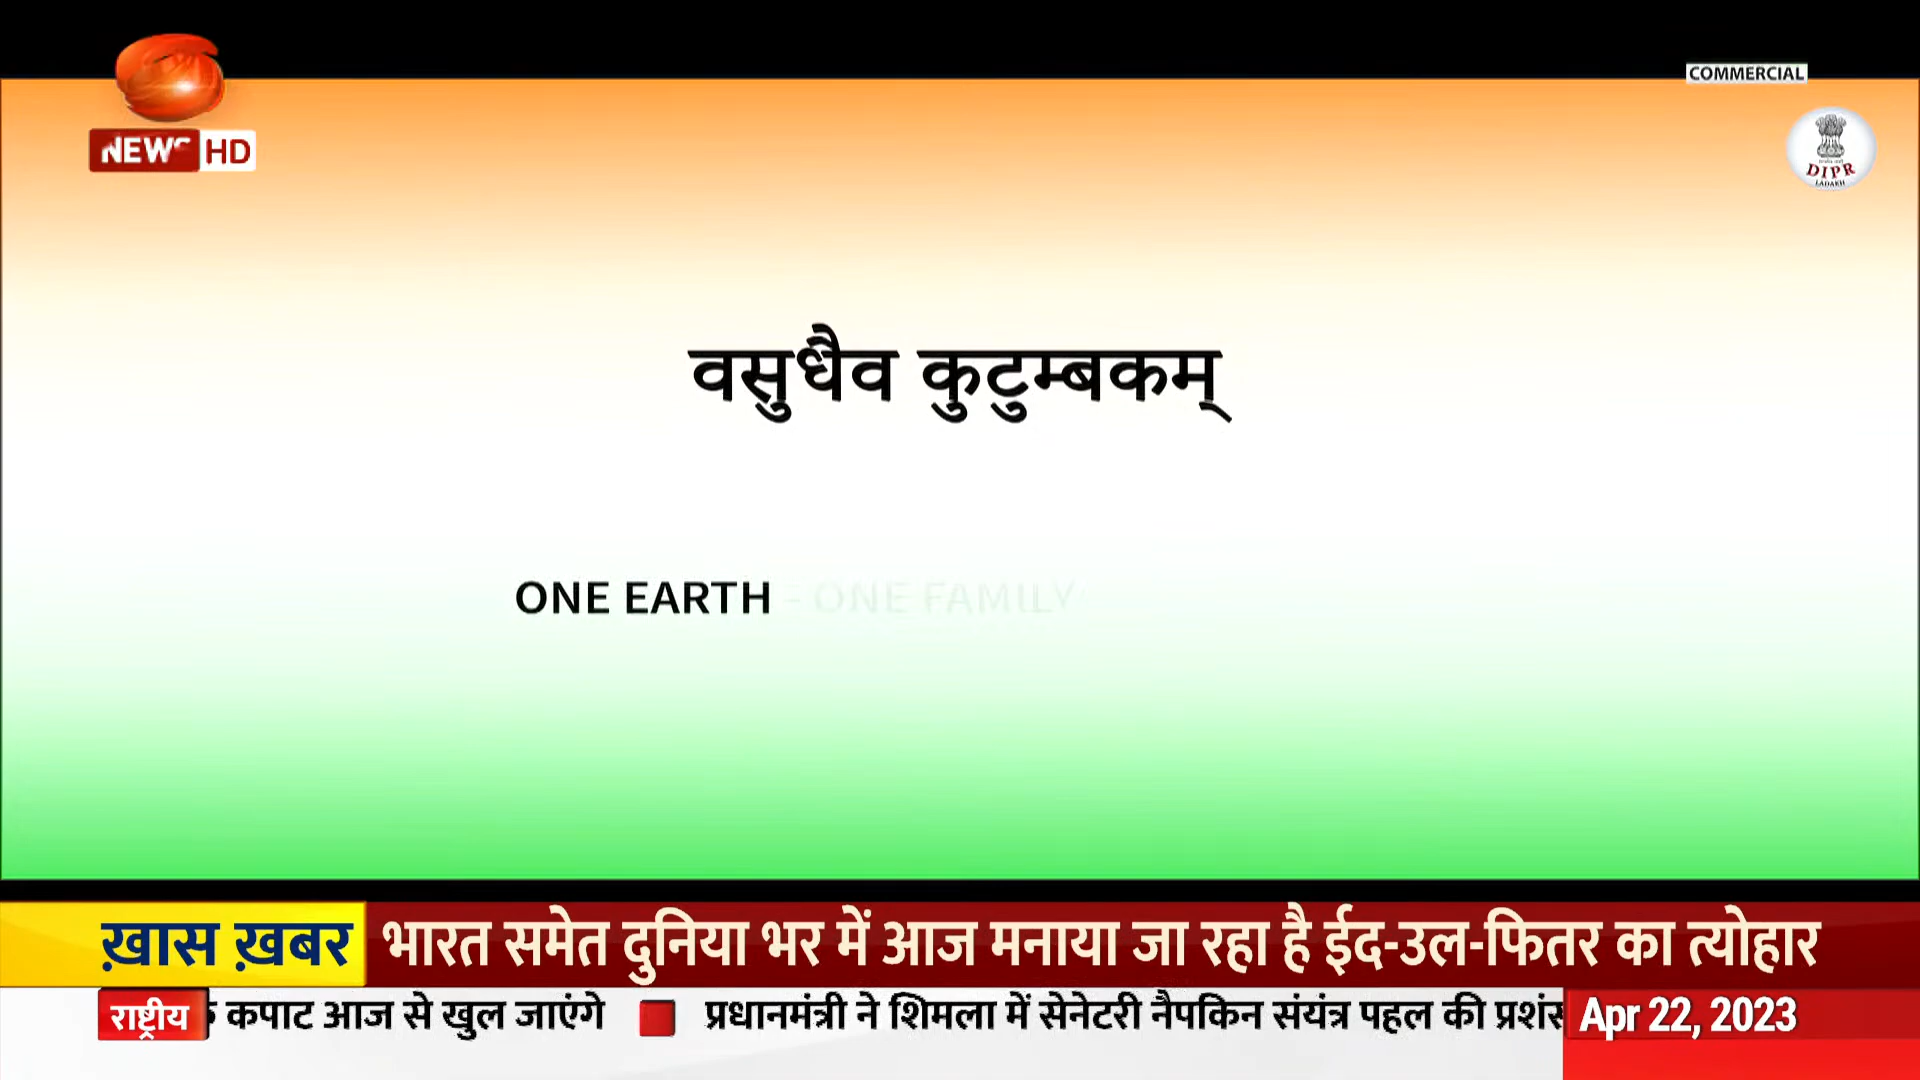 COMMERCIAL
NEWS HD
DIPR
LADAKH
वसुधैव कुटुम्बकम्
ONE EARTH - ONE FAMILY
ख़ास ख़बर भारत समेत दुनिया भर में आज मनाया जा रहा है ईद-उल-फितर का त्योहार
राष्ट्रीय कपाट आज से खुल जाएंगे प्रधानमंत्री ने शिमला में सेनेटरी नैपकिन संयंत्र पहल की Apr 22, 2023